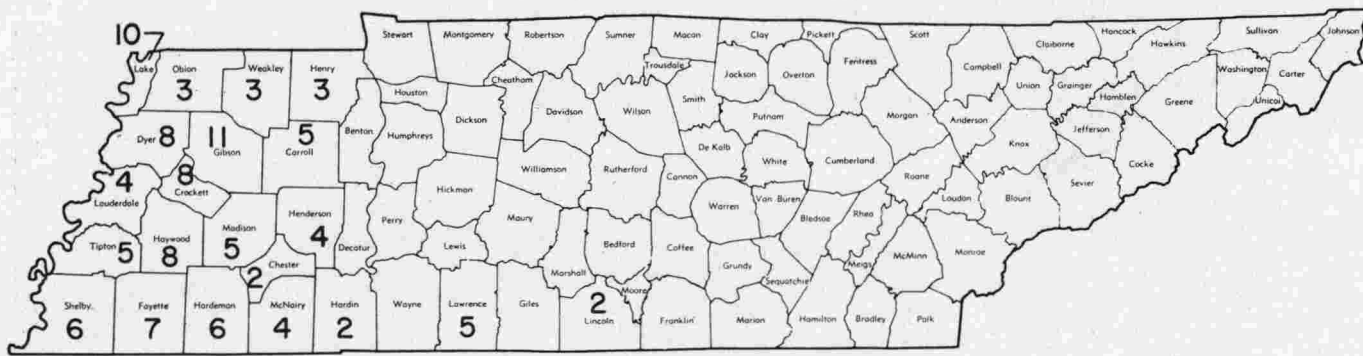 10
Lake
Obion
3
Weakley
3
Henry
3
Stewart
Montgomery
Robertson
Sumner
Macon
Clay
Pickett
Scott
Claiborne
Hancock
Hawkins
Sullivan
Johnson
Trousdale
Fentress
Campbell
Washington
Carter
Unicoi
Houston
Cheatham
Jackson
Overton
Union
Grainger
Hamblen
Greene
Dyer 8
11
Gibson
5
Carroll
Benton
Humphreys
Dickson
Davidson
Wilson
Smith
Putnam
Morgan
Anderson
Knox
Jefferson
Cocke
De Kalb
White
Cumberland
Roane
Loudon
Blount
Sevier
4
Lauderdale
8
Crockett
Hickman
Williamson
Rutherford
Cannon
Warren
Van Buren
Bledsoe
Rhea
Tipton 5
Haywood
8
Madison
5
Henderson
4
Decatur
Perry
Lewis
Maury
Bedford
Coffee
Grundy
Sequatchie
Meigs
McMinn
Monroe
Chester
2
Marshall
Moore
Shelby
6
Fayette
7
Hardeman
6
McNairy
4
Hardin
2
Wayne
Lawrence
5
Giles
2
Lincoln
Franklin
Marion
Hamilton
Bradley
Polk